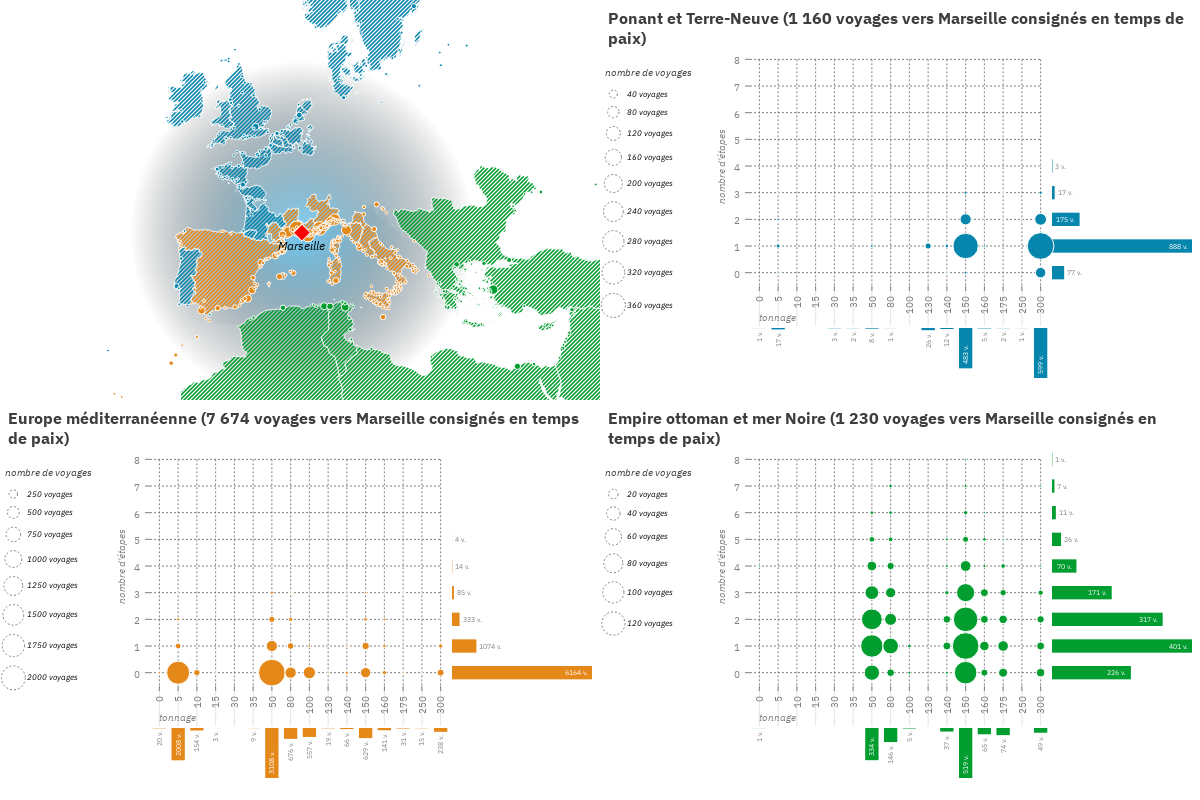 Marseille
Ponant et Terre-Neuve (1 160 voyages vers Marseille consignés en temps de
paix)
nombre de voyages
40 voyages
80 voyages
120 voyages
160 voyages
200 voyages
240 voyages
280 voyages
320 voyages
360 voyages
nombre d'étapes
8
7
6
5
4
3
2
1
0
3 v.
17 v.
175 v.
888 v.
77 v.
0 5 10 15 30 35 50 80 100 130 140 150 160 175 250 300
tonnage
1 v. 17 v. 3 v. 2 v. 8 v. 1 v. 26 v. 12 v. 483 v. 5 v. 2 v. 1 v. 599 v.
Europe méditerranéenne (7 674 voyages vers Marseille consignés en temps
de paix)
nombre de voyages
250 voyages
500 voyages
750 voyages
1000 voyages
1250 voyages
1500 voyages
1750 voyages
2000 voyages
nombre d'étapes
8
7
6
5
4
3
2
1
0
4 v.
14 v.
85 v.
333 v.
1074 v.
6164 v.
0 5 10 15 30 35 50 80 100 130 140 150 160 175 250 300
tonnage
20 v. 2008 v. 154 v. 3 v. 9 v. 3108 v. 676 v. 557 v. 19 v. 66 v. 629 v. 141 v. 31 v. 15 v. 238 v.
Empire ottoman et mer Noire (1 230 voyages vers Marseille consignés en
temps de paix)
nombre de voyages
20 voyages
40 voyages
60 voyages
80 voyages
100 voyages
120 voyages
nombre d'étapes
8
7
6
5
4
3
2
1
0
1 v.
7 v.
11 v.
26 v.
70 v.
171 v.
317 v.
401 v.
226 v.
0 5 10 15 30 35 50 80 100 130 140 150 160 175 250 300
tonnage
1 v. 334 v. 146 v. 5 v. 37 v. 519 v. 65 v. 74 v. 49 v.